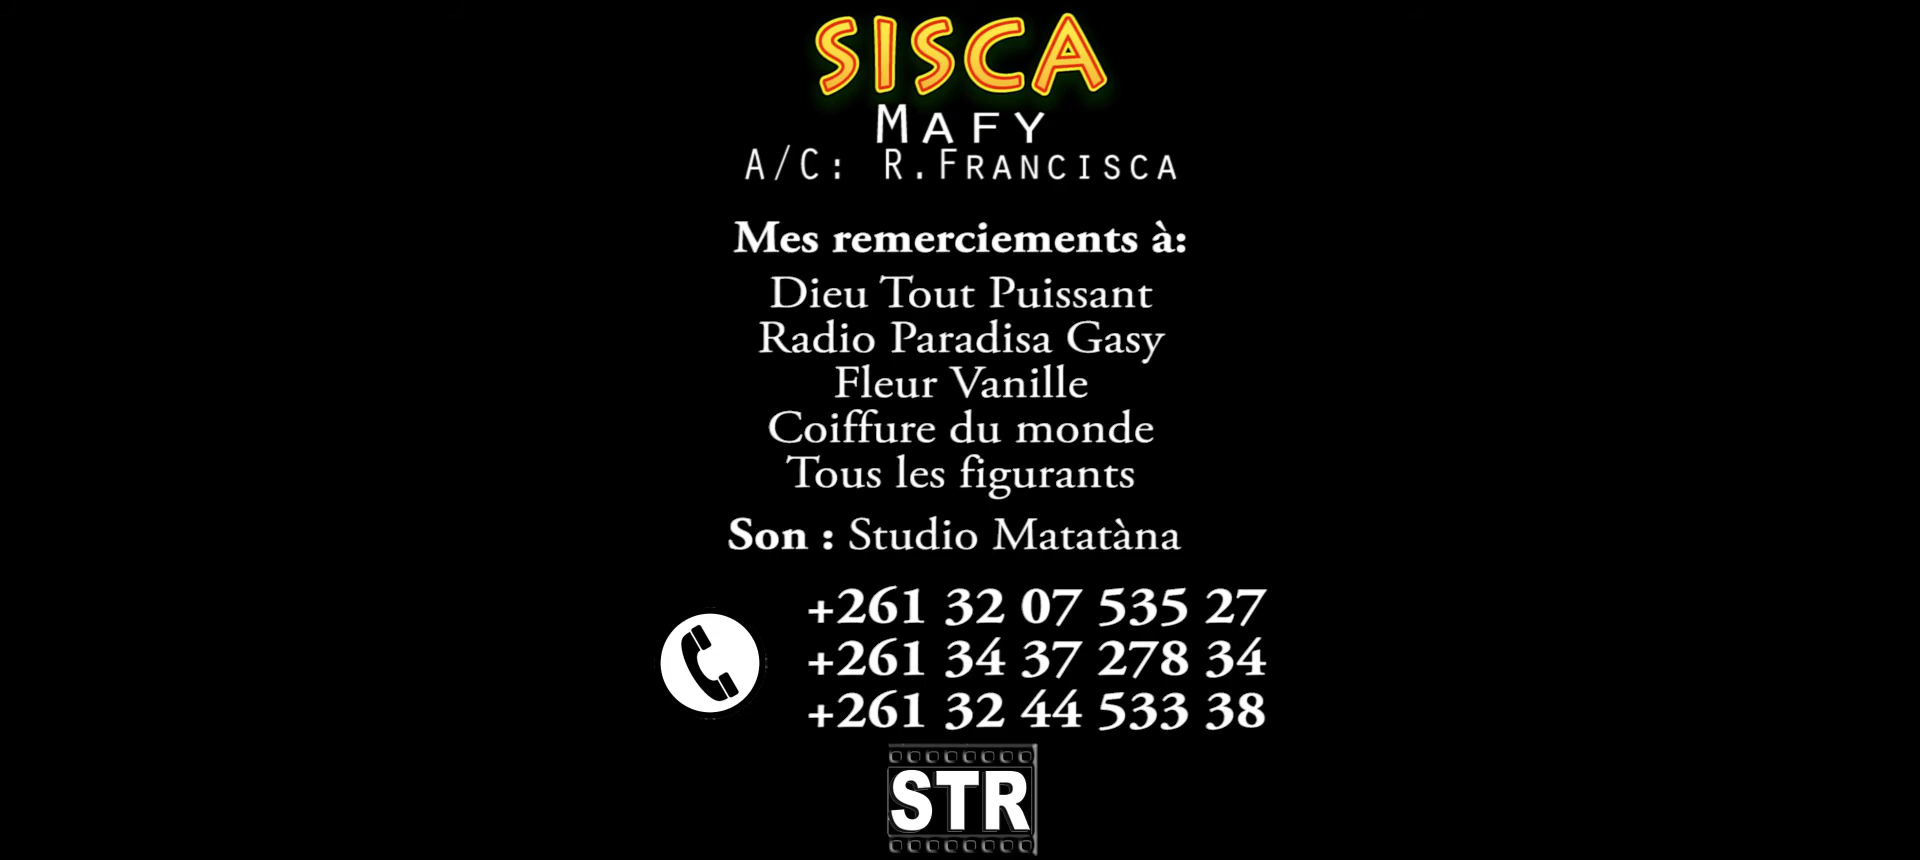 SISCA
MAFY
A/C: R.FRANCISCA
Mes remerciements à:
Dieu Tout Puissant
Radio Paradisa Gasy
Fleur Vanille
Coiffure du monde
Tous les figurants
Son : Studio Matatàna
+261 32 07 535 27
+261 34 37 278 34
+261 32 44 533 38
STR